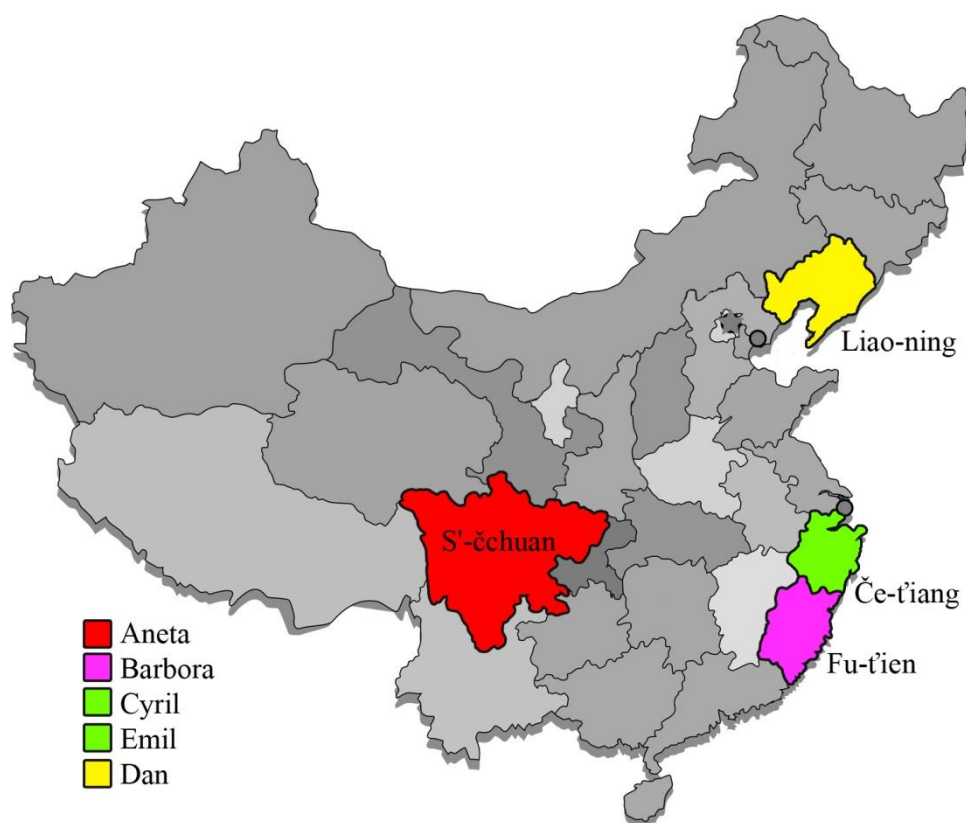 Liao-ning
S'-čchuan
Če-ťiang
Fu-ťien
Aneta
Barbora
Cyril
Emil
Dan